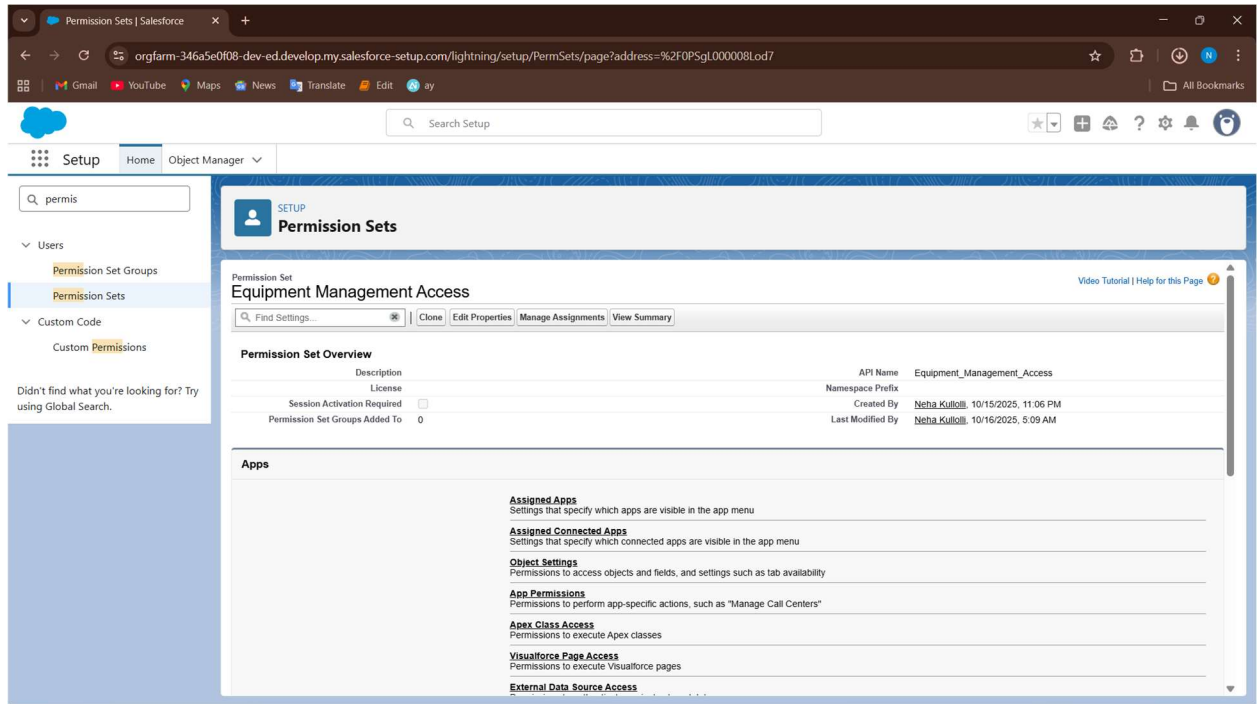 Permission Sets | Salesforce
orgfarm-346a5e0f08-dev-ed.develop.my.salesforce-setup.com/lightning/setup/PermSets/page?address=%2F0PSgL000008Lod7
N
Gmail YouTube Maps News Translate Edit ay All Bookmarks
Search Setup
Setup Home Object Manager
permis
Users
Permission Set Groups
Permission Sets
Custom Code
Custom Permissions
Didn't find what you're looking for? Try
using Global Search.
SETUP
Permission Sets
Permission Set
Equipment Management Access
Video Tutorial | Help for this Page
Find Settings... | Clone Edit Properties Manage Assignments View Summary
Permission Set Overview
Description API Name Equipment_Management_Access
License Namespace Prefix
Session Activation Required Created By Neha Kullolli, 10/15/2025, 11:06 PM
Permission Set Groups Added To 0 Last Modified By Neha Kullolli, 10/16/2025, 5:09 AM
Apps
Assigned Apps
Settings that specify which apps are visible in the app menu
Assigned Connected Apps
Settings that specify which connected apps are visible in the app menu
Object Settings
Permissions to access objects and fields, and settings such as tab availability
App Permissions
Permissions to perform app-specific actions, such as "Manage Call Centers"
Apex Class Access
Permissions to execute Apex classes
Visualforce Page Access
Permissions to execute Visualforce pages
External Data Source Access